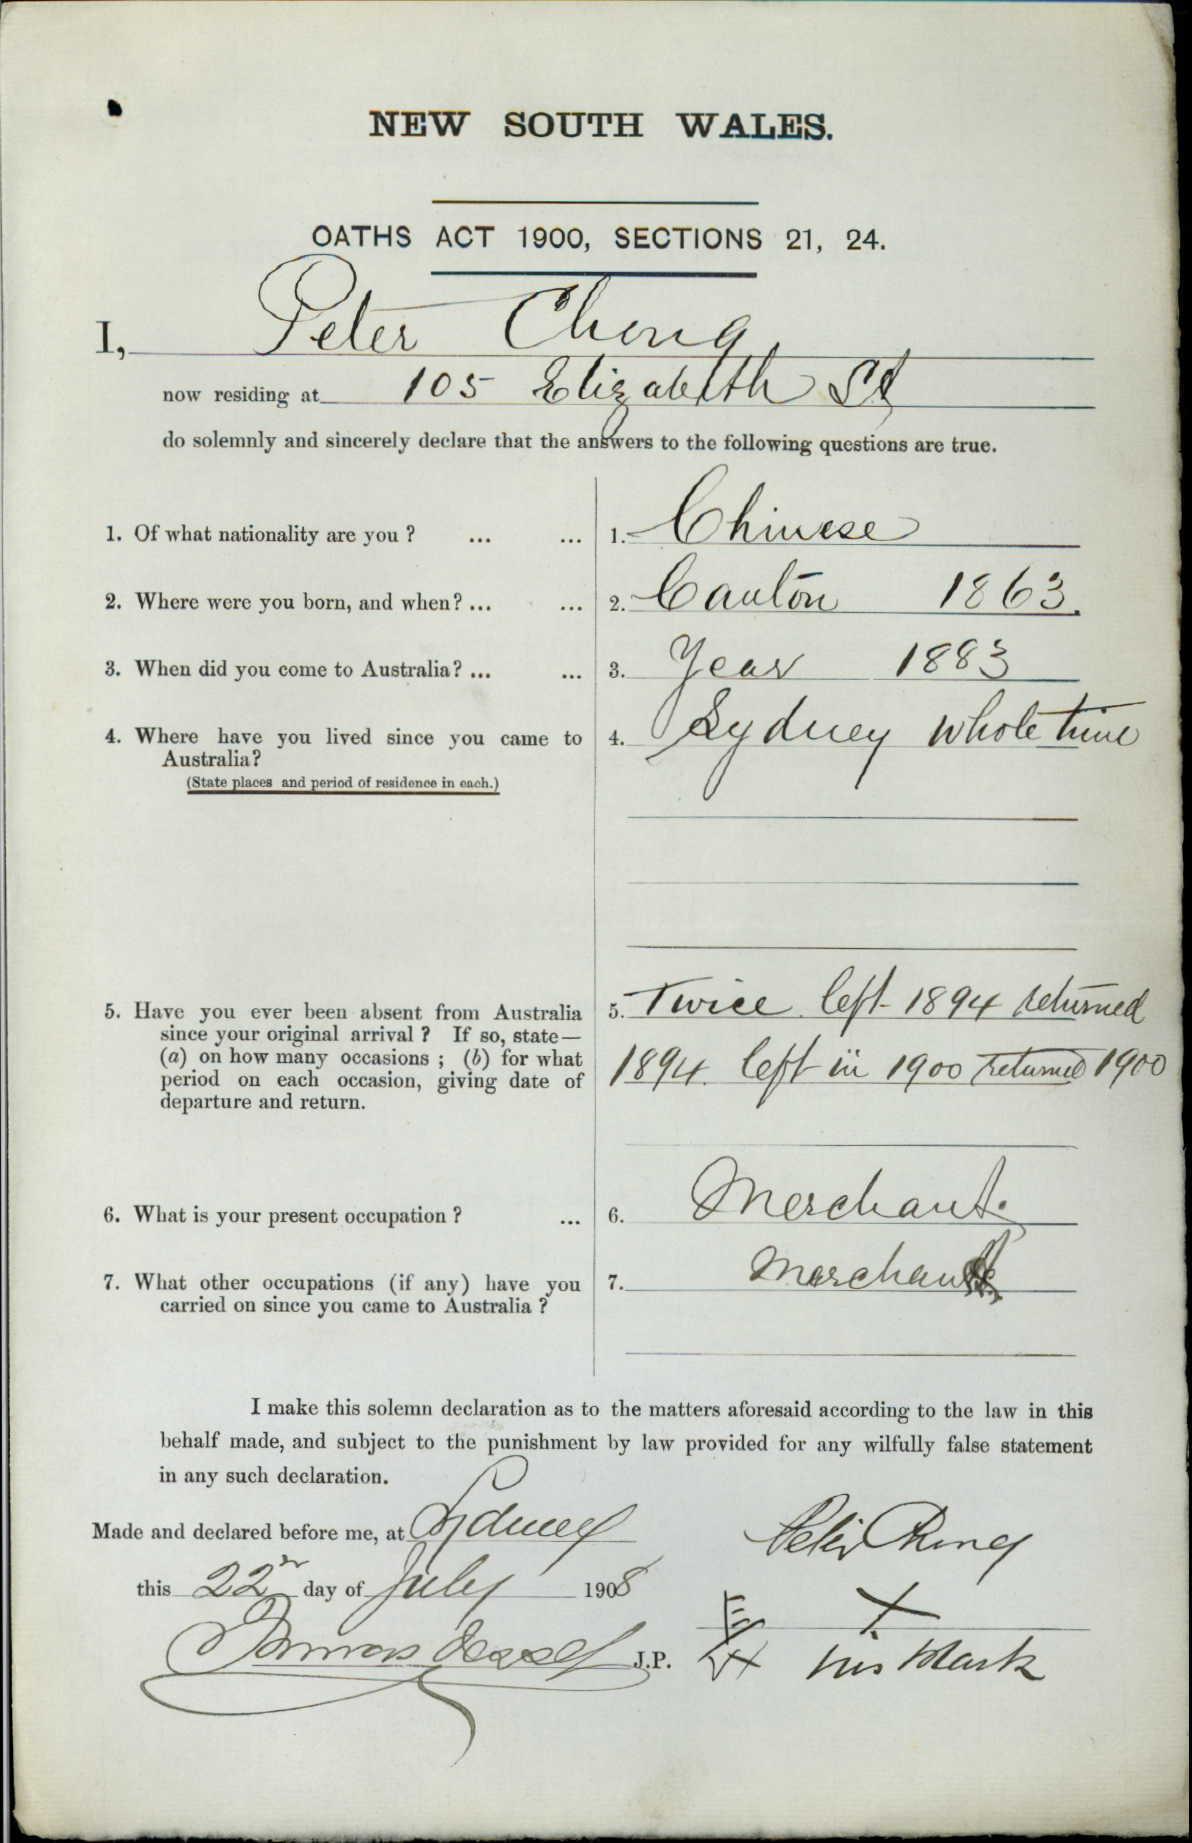 NEW SOUTH WALES.
OATHS ACT 1900, SECTIONS 21, 24.
I, Peter Chong
now residing at 105 Elizabeth St
do solemnly and sincerely declare that the answers to the following questions are true.
1. Of what nationality are you ? ... ... 1. Chinese
2. Where were you born, and when? ... ... 2. Canton 1863.
3. When did you come to Australia? ... ... 3. Year 1883
4. Where have you lived since you came to 4. Sydney whole time
Australia?
(State places and period of residence in each.)
5. Have you ever been absent from Australia
since your original arrival ? If so, state—
(a) on how many occasions ; (b) for what
period on each occasion, giving date of
departure and return.
5. Twice left 1894 returned
1894. left in 1900 returned 1900
6. What is your present occupation ? ... 6. Merchant.
7. What other occupations (if any) have you 7. Merchant
carried on since you came to Australia ?
I make this solemn declaration as to the matters aforesaid according to the law in this
behalf made, and subject to the punishment by law provided for any wilfully false statement
in any such declaration.
Made and declared before me, at Sydney
Peter Chong
this 22 day of July 1908
X
Thomas J.P.
his Mark